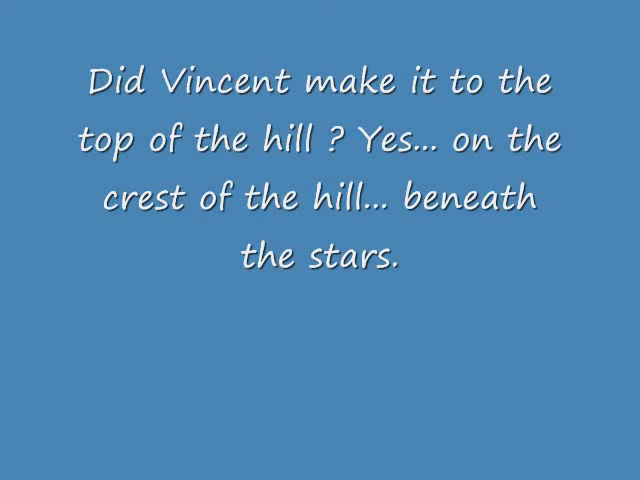 Did Vincent make it to the
top of the hill ? Yes... on the
crest of the hill... beneath
the stars.